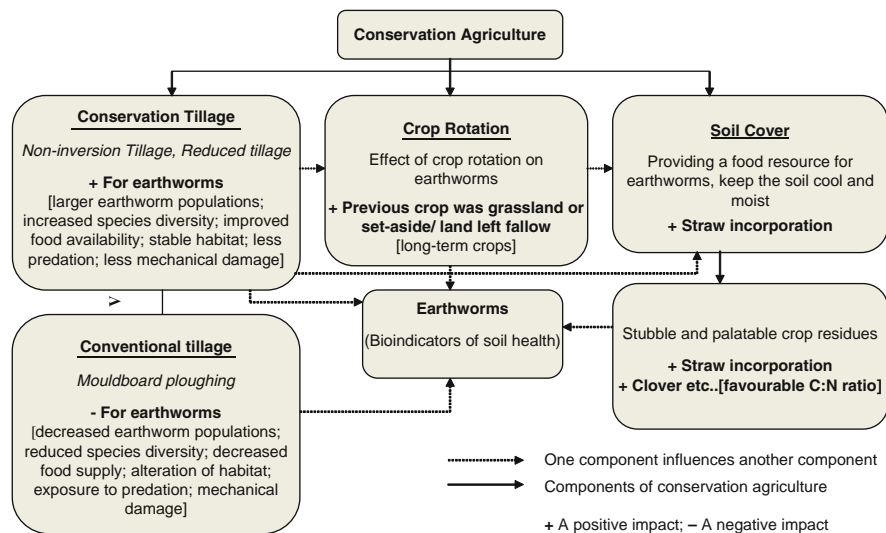 Conservation Agriculture
Conservation Tillage
Non-inversion Tillage, Reduced tillage
+ For earthworms
[larger earthworm populations;
increased species diversity; improved
food availability; stable habitat; less
predation; less mechanical damage]
Crop Rotation
Effect of crop rotation on
earthworms
+ Previous crop was grassland or
set-aside/ land left fallow
[long-term crops]
Soil Cover
Providing a food resource for
earthworms, keep the soil cool and
moist
+ Straw incorporation
V
Conventional tillage
Mouldboard ploughing
- For earthworms
[decreased earthworm populations;
reduced species diversity; decreased
food supply; alteration of habitat;
exposure to predation; mechanical
damage]
Earthworms
(Bioindicators of soil health)
Stubble and palatable crop residues
+ Straw incorporation
+ Clover etc..[favourable C:N ratio]
One component influences another component
Components of conservation agriculture
+ A positive impact; – A negative impact